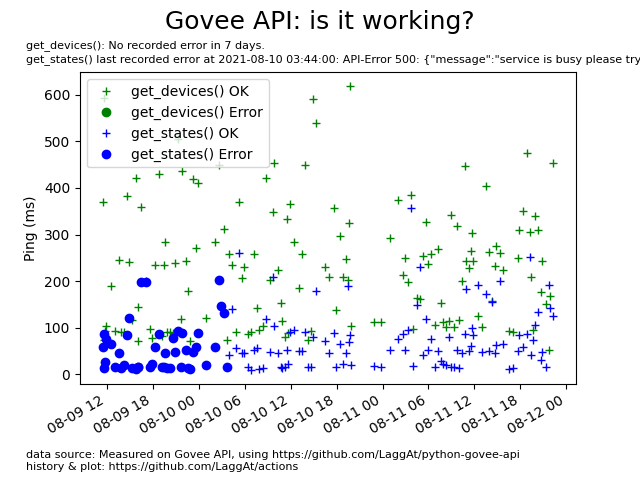 Govee API: is it working?
get_devices(): No recorded error in 7 days.
get_states() last recorded error at 2021-08-10 03:44:00: API-Error 500: {"message":"service is busy please try
600
500
400
300
200
100
0
Ping (ms)
get_devices() OK
get_devices() Error
get_states() OK
get_states() Error
08-09 12
08-09 18
08-10 00
08-10 06
08-10 12
08-10 18
08-11 00
08-11 06
08-11 12
08-11 18
08-12 00
data source: Measured on Govee API, using https://github.com/LaggAt/python-govee-api
history & plot: https://github.com/LaggAt/actions